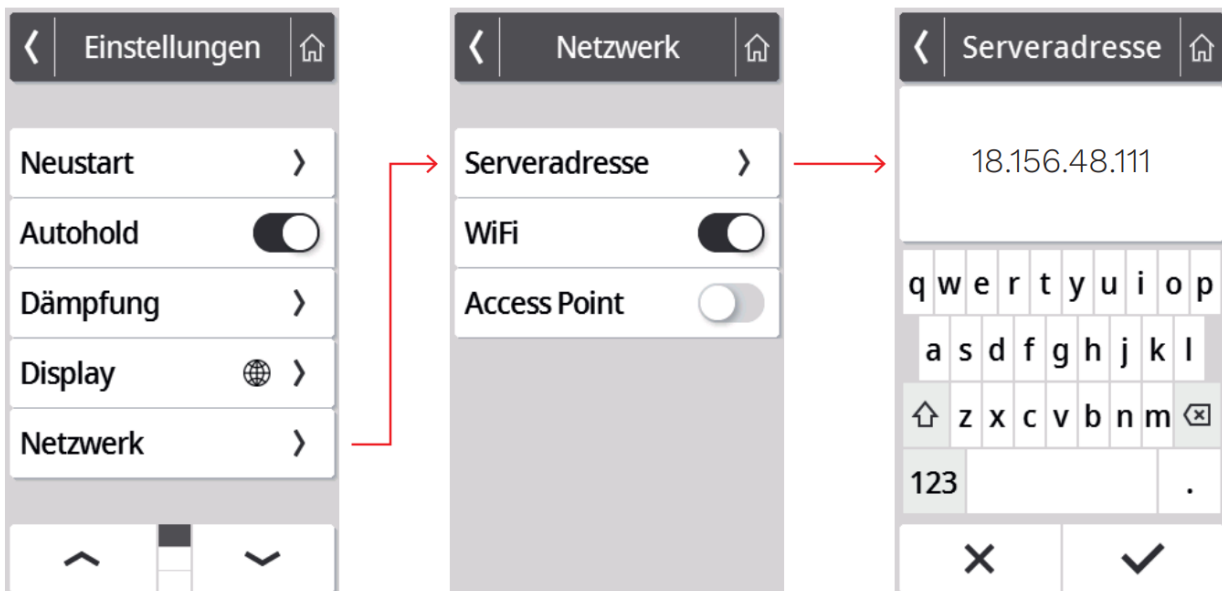 Einstellungen
Neustart
Autohold
Dämpfung
Display
Netzwerk
Netzwerk
Serveradresse
WiFi
Access Point
Serveradresse
18.156.48.111
q w e r t y u i o p
a s d f g h j k l
z x c v b n m
123 .